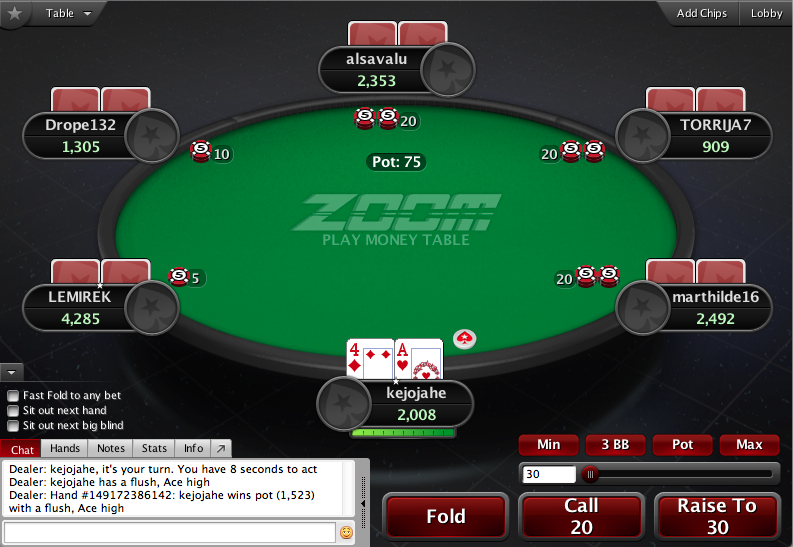 Table
Add Chips
Lobby
alsavalu
2,353
Drope132
1,305
TORRIJA7
909
20
10
20
Pot: 75
ZOOM
PLAY MONEY TABLE
5
20
LEMIREK
4,285
marthilde16
2,492
4
A
kejojahe
2,008
Fast Fold to any bet
Sit out next hand
Sit out next big blind
Chat
Hands
Notes
Stats
Info
Min
3 BB
Pot
Max
30
Dealer: kejojahe, it's your turn. You have 8 seconds to act
Dealer: kejojahe has a flush, Ace high
Dealer: Hand #149172386142: kejojahe wins pot (1,523)
with a flush, Ace high
Fold
Call
20
Raise To
30